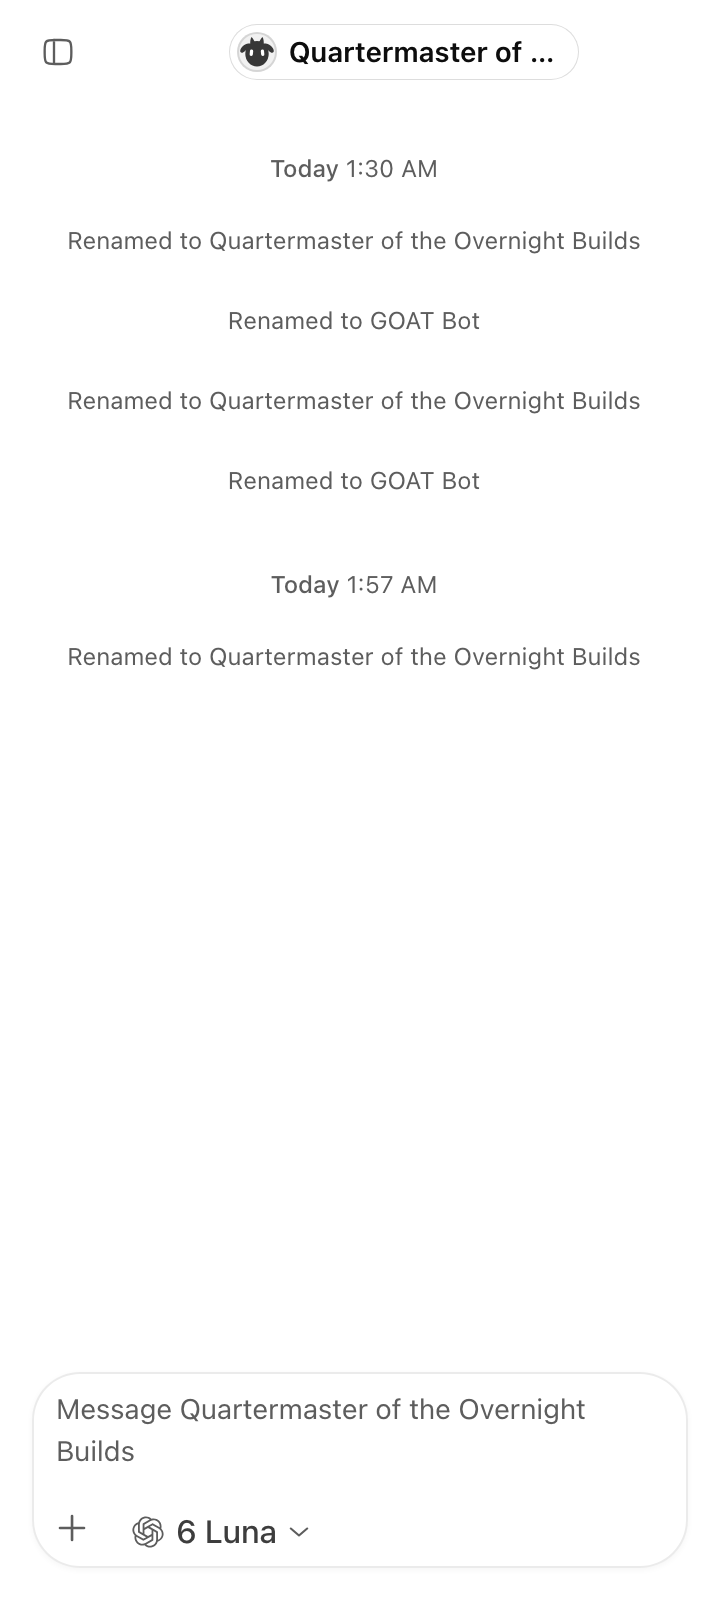 Quartermaster of ...
Today 1:30 AM
Renamed to Quartermaster of the Overnight Builds
Renamed to GOAT Bot
Renamed to Quartermaster of the Overnight Builds
Renamed to GOAT Bot
Today 1:57 AM
Renamed to Quartermaster of the Overnight Builds
Message Quartermaster of the Overnight
Builds
6 Luna